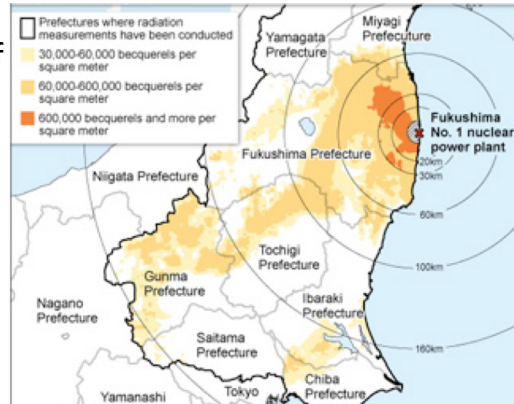 Prefectures where radiation
measurements have been conducted
30,000-60,000 becquerels per
square meter
60,000-600,000 becquerels per
square meter
600,000 becquerels and more per
square meter
Yamagata
Prefecture
Miyagi
Prefecture
Fukushima
No. 1 nuclear
power plant
Fukushima Prefecture
20km
30km
Niigata Prefecture
60km
Tochigi
Prefecture
100km
Gunma
Prefecture
Nagano
Prefecture
Ibaraki
Prefecture
Saitama
Prefecture
160km
Yamanashi
Tokyo
Chiba
Prefecture